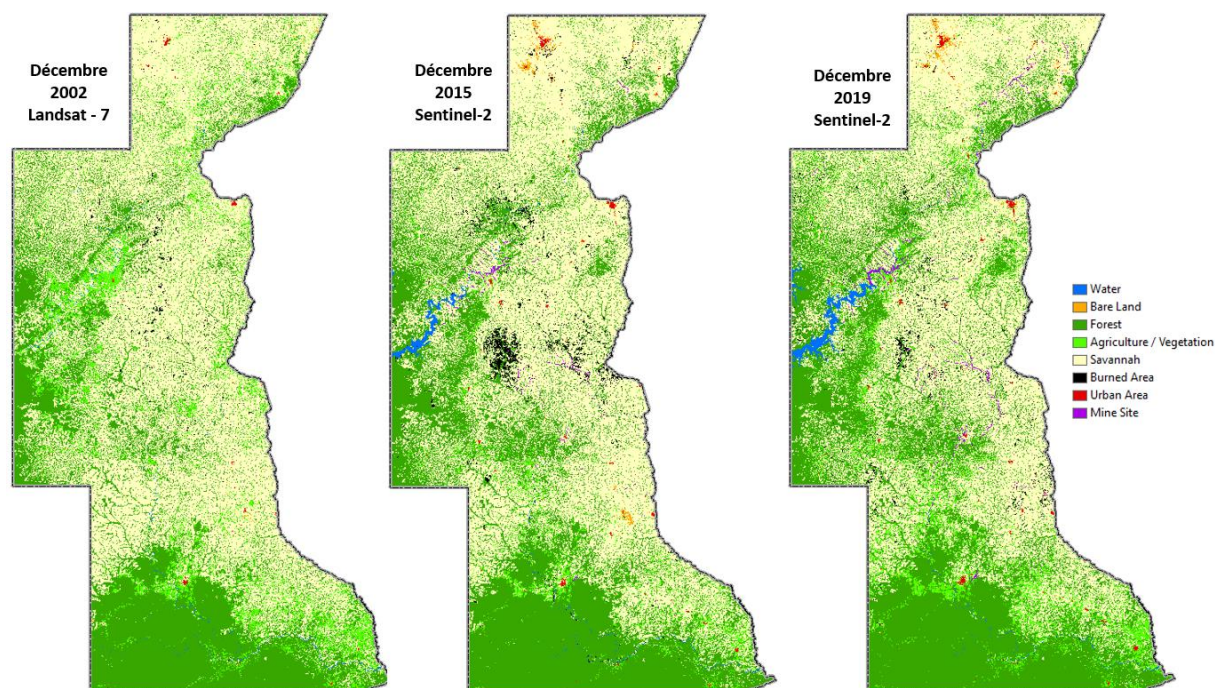 Décembre
2002
Landsat - 7
Décembre
2015
Sentinel-2
Décembre
2019
Sentinel-2
Water
Bare Land
Forest
Agriculture / Vegetation
Savannah
Burned Area
Urban Area
Mine Site